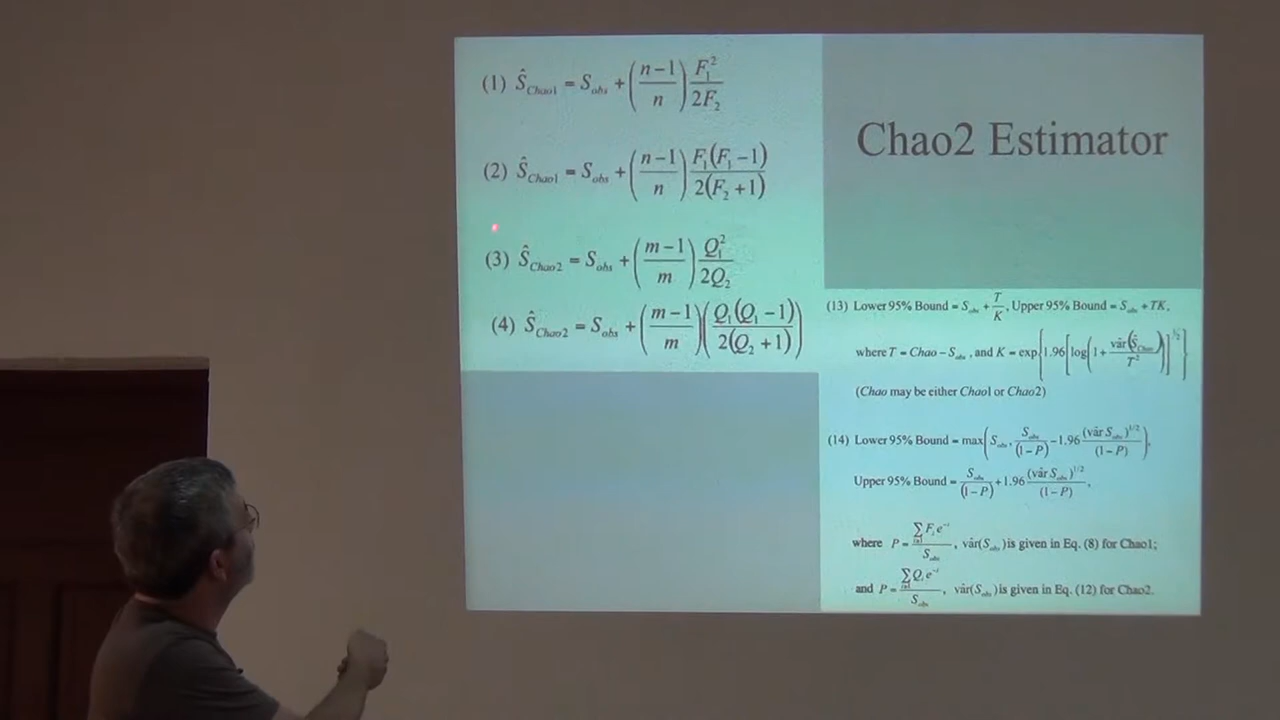 (1) Ŝ_Chao1 = S_obs + ((n−1)/n) F₁²/2F₂
(2) Ŝ_Chao1 = S_obs + ((n−1)/n) F₁(F₁−1)/2(F₂+1)
(3) Ŝ_Chao2 = S_obs + ((m−1)/m) Q₁²/2Q₂
(4) Ŝ_Chao2 = S_obs + ((m−1)/m)(Q₁(Q₁−1)/2(Q₂+1))
Chao2 Estimator
(13) Lower 95% Bound = S_obs + T/K, Upper 95% Bound = S_obs + TK,
where T = Chao − S_obs, and K = exp{1.96[log(1 + vâr(Ŝ_Chao)/T²)]^1/2}
(Chao may be either Chao1 or Chao2)
(14) Lower 95% Bound = max(S_obs, S_obs/(1−P) − 1.96 (vâr S_obs)^1/2/(1−P)),
Upper 95% Bound = S_obs/(1−P) + 1.96 (vâr S_obs)^1/2/(1−P),
where P = ∑_{i=1} F_i e^−i / S_obs, vâr(S_obs) is given in Eq. (8) for Chao1;
and P = ∑_{i=1} Q_i e^−i / S_obs, vâr(S_obs) is given in Eq. (12) for Chao2.